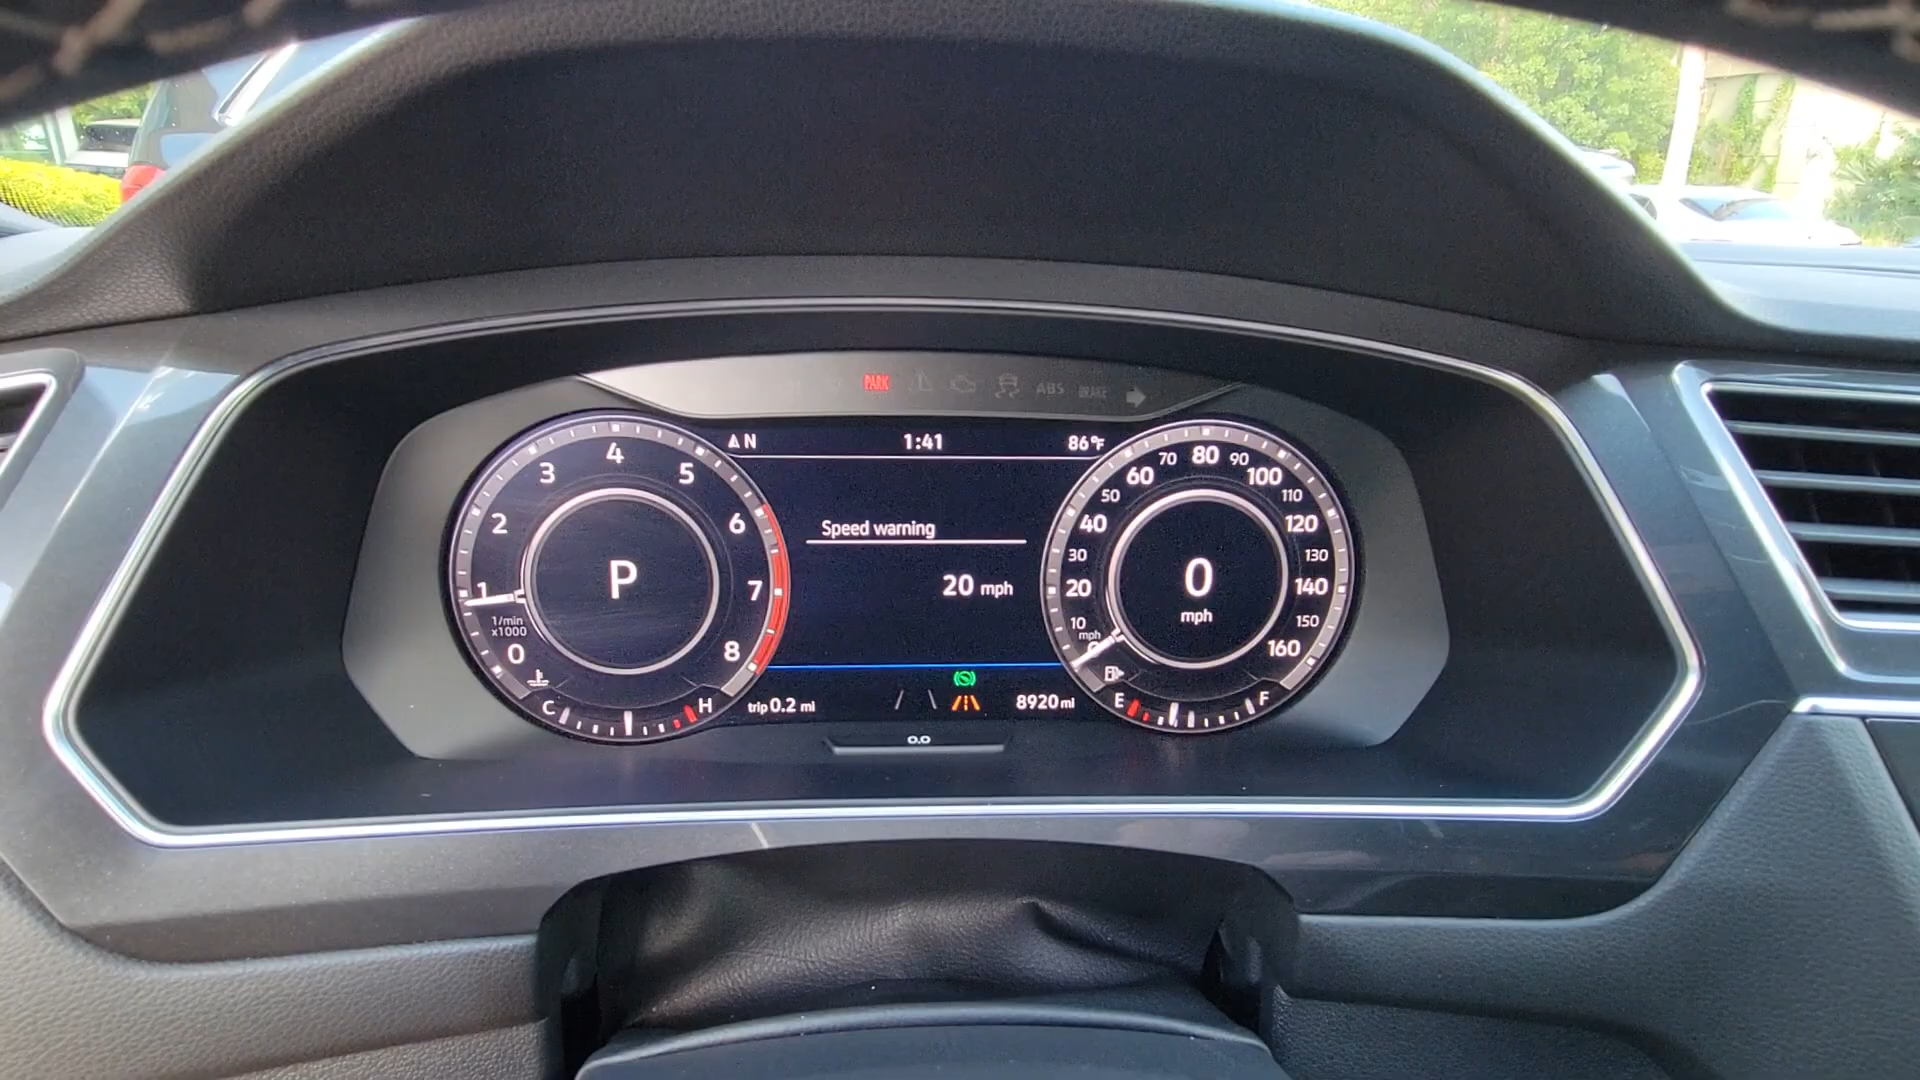 PARK ABS BRAKE
N 1:41 86°F
Speed warning
20 mph
0 1 2 3 4 5 6 7 8
1/min
x1000
P
C H
0 10 20 30 40 50 60 70 80 90 100 110 120 130 140 150 160
mph
0
mph
E F
trip 0.2 mi 8920 mi
0.0